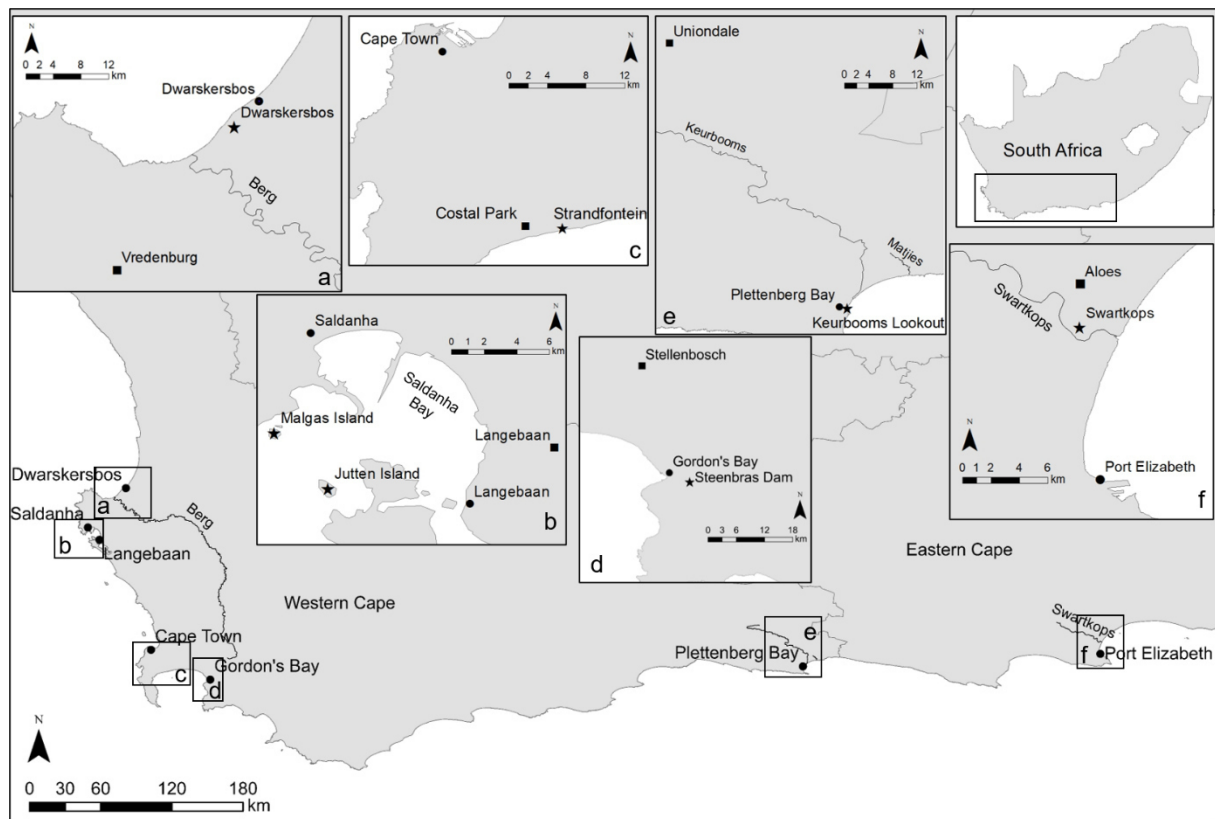 N
0 2 4 8 12
km
Dwarskersbos
Dwarskersbos
Berg
Vredenburg
a
Cape Town
N
0 4 8 12
km
Costal Park
Strandfontein
c
Uniondale
N
0 2 4 8 12
km
Keurbooms
Matjies
Plettenberg Bay
Keurbooms Lookout
e
South Africa
Aloes
Swartkops
Swartkops
N
0 1 2 4 6
km
Port Elizabeth
f
Saldanha
N
0 1 2 4 6
km
Saldanha
Bay
Malgas Island
Langebaan
Jutten Island
Langebaan
b
Stellenbosch
Gordon's Bay
Steenbras Dam
N
0 3 6 12 18
km
d
Dwarskersbos
a
Saldanha
b
Langebaan
Berg
Western Cape
Eastern Cape
Cape Town
c
Gordon's Bay
d
Plettenberg Bay
e
Swartkops
f
Port Elizabeth
N
0 30 60 120 180
km